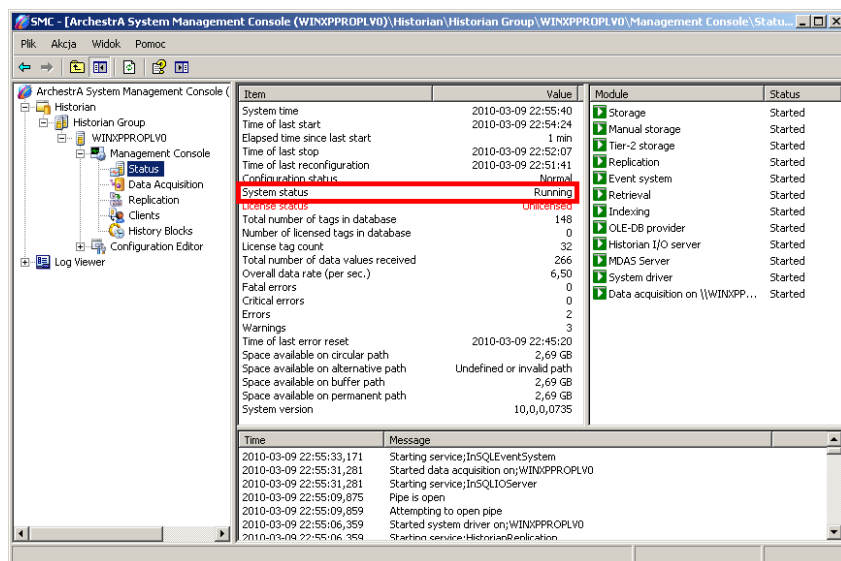 SMC - [ArchestrA System Management Console (WINXPPROPLV0)\Historian\Historian Group\WINXPPROPLV0\Management Console\Statu...
Plik Akcja Widok Pomoc
ArchestrA System Management Console (
Historian
Historian Group
WINXPPROPLV0
Management Console
Status
Data Acquisition
Replication
Clients
History Blocks
Configuration Editor
Log Viewer
Item Value
System time 2010-03-09 22:55:40
Time of last start 2010-03-09 22:54:24
Elapsed time since last start 1 min
Time of last stop 2010-03-09 22:52:07
Time of last reconfiguration 2010-03-09 22:51:41
Configuration status Normal
System status Running
License status Unlicensed
Total number of tags in database 148
Number of licensed tags in database 0
License tag count 32
Total number of data values received 266
Overall data rate (per sec.) 6,50
Fatal errors 0
Critical errors 0
Errors 2
Warnings 3
Time of last error reset 2010-03-09 22:45:20
Space available on circular path 2,69 GB
Space available on alternative path Undefined or invalid path
Space available on buffer path 2,69 GB
Space available on permanent path 2,69 GB
System version 10,0,0,0735
Module Status
Storage Started
Manual storage Started
Tier-2 storage Started
Replication Started
Event system Started
Retrieval Started
Indexing Started
OLE-DB provider Started
Historian I/O server Started
MDAS Server Started
System driver Started
Data acquisition on \\WINXPP... Started
Time Message
2010-03-09 22:55:33,171 Starting service;InSQLEventSystem
2010-03-09 22:55:31,281 Started data acquisition on;WINXPPROPLV0
2010-03-09 22:55:31,281 Starting service;InSQLIOServer
2010-03-09 22:55:09,875 Pipe is open
2010-03-09 22:55:09,859 Attempting to open pipe
2010-03-09 22:55:06,359 Started system driver on;WINXPPROPLV0
2010-03-09 22:55:06,359 Starting service;HistorianReplication